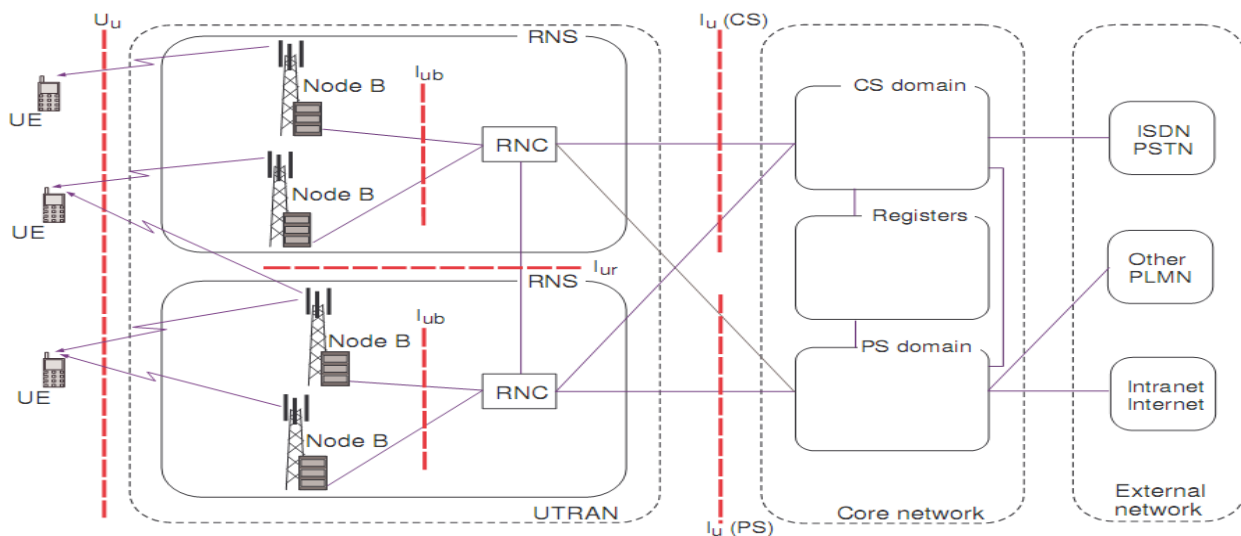 Uu
Iu (CS)
RNS
Node B
Iub
UE
RNC
CS domain
ISDN
PSTN
Node B
UE
Registers
Iur
Other
PLMN
RNS
Iub
Node B
PS domain
UE
RNC
Intranet
Internet
Node B
UTRAN
Iu (PS)
Core network
External
network